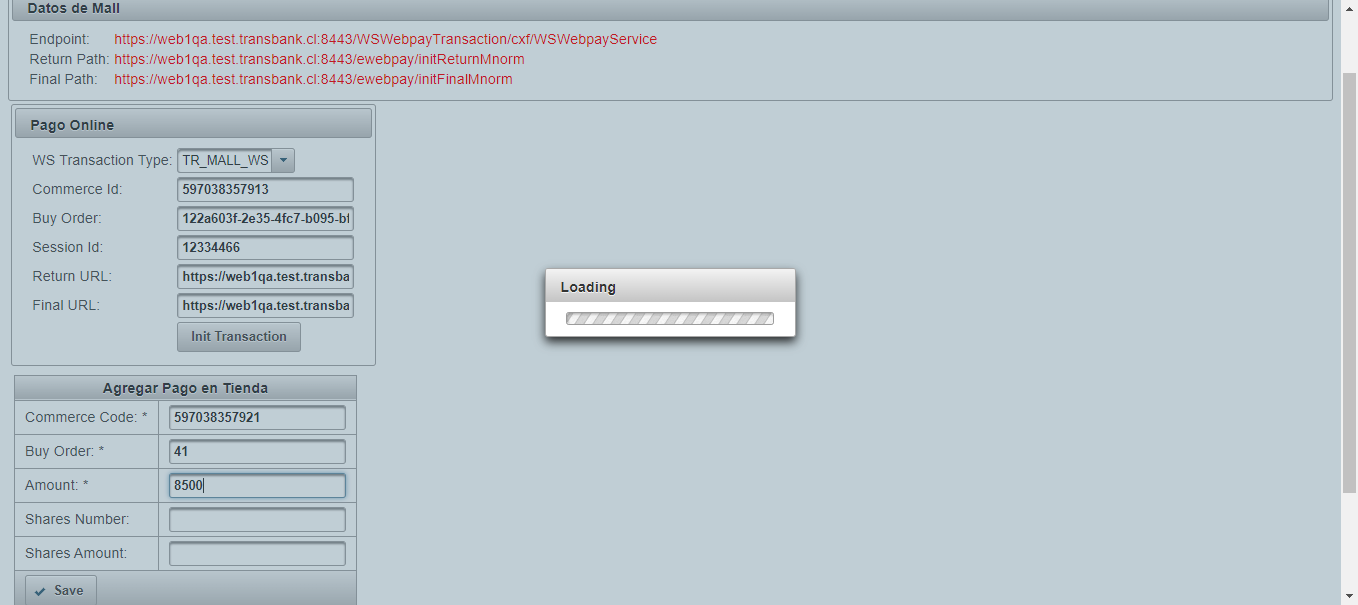 Datos de Mall
Endpoint: https://web1qa.test.transbank.cl:8443/WSWebpayTransaction/cxf/WSWebpayService
Return Path: https://web1qa.test.transbank.cl:8443/ewebpay/initReturnMnorm
Final Path: https://web1qa.test.transbank.cl:8443/ewebpay/initFinalMnorm
Pago Online
WS Transaction Type: TR_MALL_WS
Commerce Id: 597038357913
Buy Order: 122a603f-2e35-4fc7-b095-bf
Session Id: 12334466
Return URL: https://web1qa.test.transba
Final URL: https://web1qa.test.transba
Init Transaction
Loading
Agregar Pago en Tienda
Commerce Code: * 597038357921
Buy Order: * 41
Amount: * 8500
Shares Number:
Shares Amount:
Save